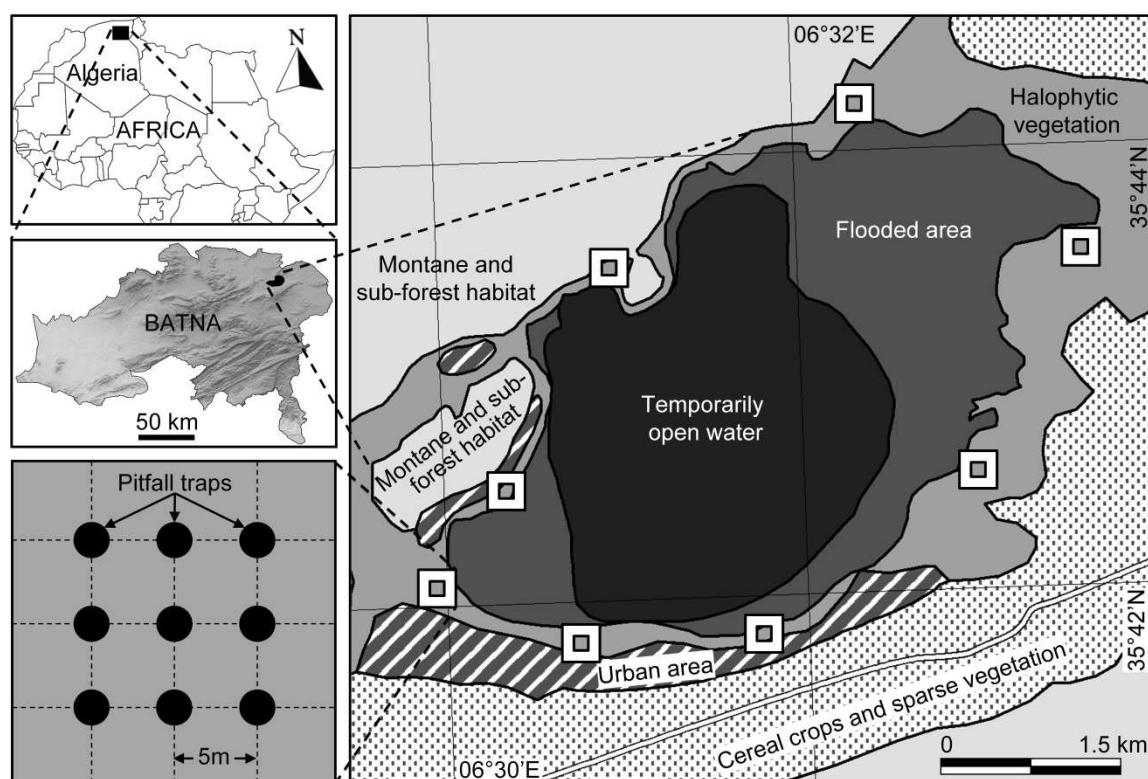 N
Algeria
AFRICA
BATNA
50 km
Pitfall traps
5m
06°32’E
Halophytic
vegetation
35°44’N
Flooded area
Montane and
sub-forest habitat
Temporarily
open water
Montane and sub-
forest habitat
Urban area
35°42’N
Cereal crops and sparse vegetation
06°30’E
0 1.5 km